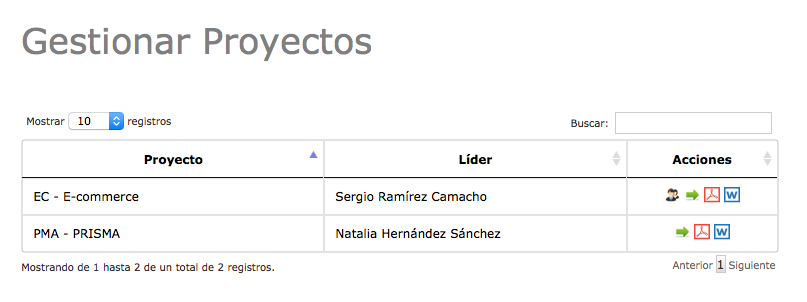 Gestionar Proyectos
Mostrar 10 registros
Buscar:
Proyecto Líder Acciones
EC - E-commerce Sergio Ramírez Camacho
PMA - PRISMA Natalia Hernández Sánchez
Mostrando de 1 hasta 2 de un total de 2 registros.
Anterior 1 Siguiente